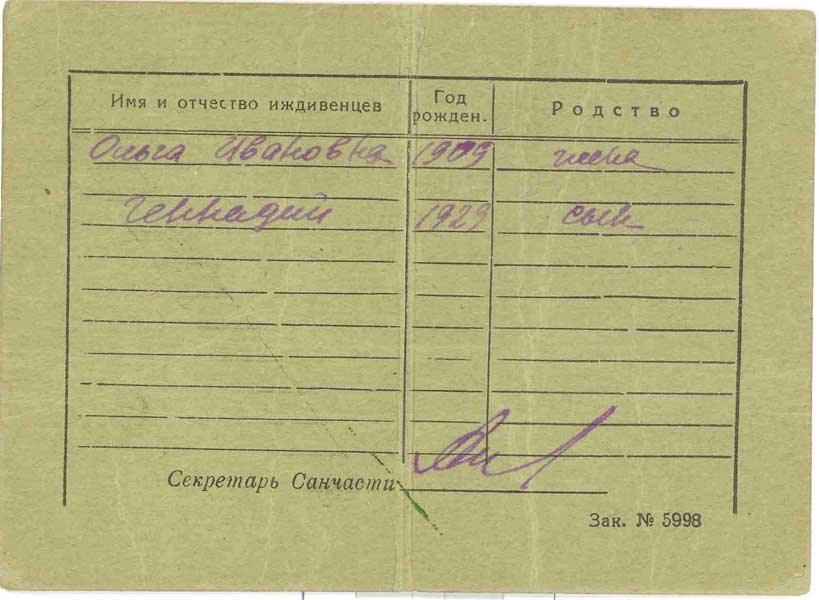 Имя и отчество иждивенцев Год рожден. Родство
Ольга Ивановна 1909 жена
Геннадий 1929 сын
Секретарь Санчасти
Зак. № 5998